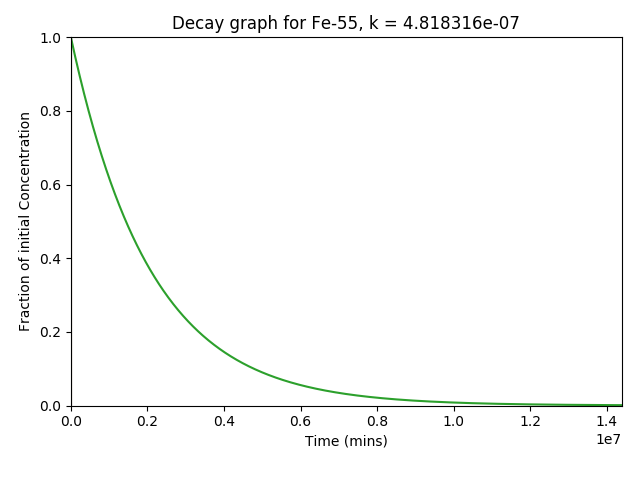 Decay graph for Fe-55, k = 4.818316e-07
1.0
0.8
0.6
0.4
0.2
0.0
Fraction of initial Concentration
0.0 0.2 0.4 0.6 0.8 1.0 1.2 1.4
1e7
Time (mins)